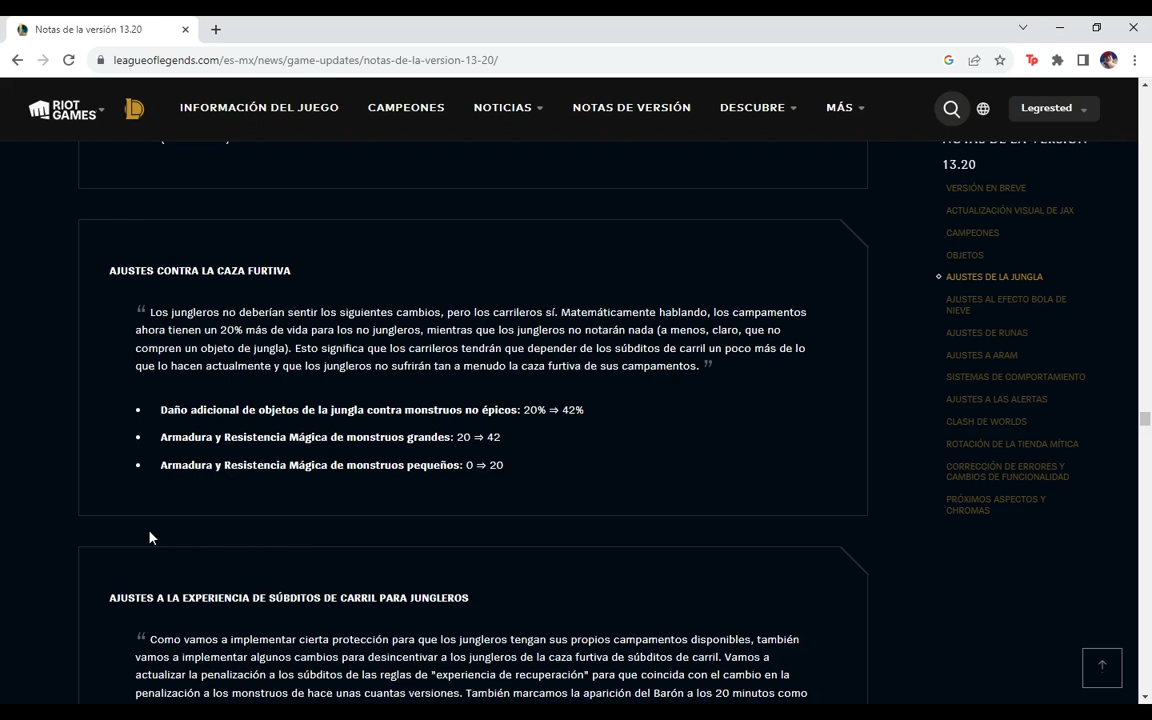 Notas de la versión 13.20
leagueoflegends.com/es-mx/news/game-updates/notas-de-la-version-13-20/
RIOT GAMES
INFORMACIÓN DEL JUEGO
CAMPEONES
NOTICIAS
NOTAS DE VERSIÓN
DESCUBRE
MÁS
Legrested
AJUSTES CONTRA LA CAZA FURTIVA
“ Los jungleros no deberían sentir los siguientes cambios, pero los carrileros sí. Matemáticamente hablando, los campamentos
ahora tienen un 20% más de vida para los no jungleros, mientras que los jungleros no notarán nada (a menos, claro, que no
compren un objeto de jungla). Esto significa que los carrileros tendrán que depender de los súbditos de carril un poco más de lo
que lo hacen actualmente y que los jungleros no sufrirán tan a menudo la caza furtiva de sus campamentos. ”
• Daño adicional de objetos de la jungla contra monstruos no épicos: 20% ⇒ 42%
• Armadura y Resistencia Mágica de monstruos grandes: 20 ⇒ 42
• Armadura y Resistencia Mágica de monstruos pequeños: 0 ⇒ 20
AJUSTES A LA EXPERIENCIA DE SÚBDITOS DE CARRIL PARA JUNGLEROS
“ Como vamos a implementar cierta protección para que los jungleros tengan sus propios campamentos disponibles, también
vamos a implementar algunos cambios para desincentivar a los jungleros de la caza furtiva de súbditos de carril. Vamos a
actualizar la penalización a los súbditos de las reglas de "experiencia de recuperación" para que coincida con el cambio en la
penalización a los monstruos de hace unas cuantas versiones. También marcamos la aparición del Barón a los 20 minutos como
NOTAS DE LA VERSIÓN
13.20
VERSIÓN EN BREVE
ACTUALIZACIÓN VISUAL DE JAX
CAMPEONES
OBJETOS
AJUSTES DE LA JUNGLA
AJUSTES AL EFECTO BOLA DE
NIEVE
AJUSTES DE RUNAS
AJUSTES A ARAM
SISTEMAS DE COMPORTAMIENTO
AJUSTES A LAS ALERTAS
CLASH DE WORLDS
ROTACIÓN DE LA TIENDA MÍTICA
CORRECCIÓN DE ERRORES Y
CAMBIOS DE FUNCIONALIDAD
PRÓXIMOS ASPECTOS Y
CHROMAS